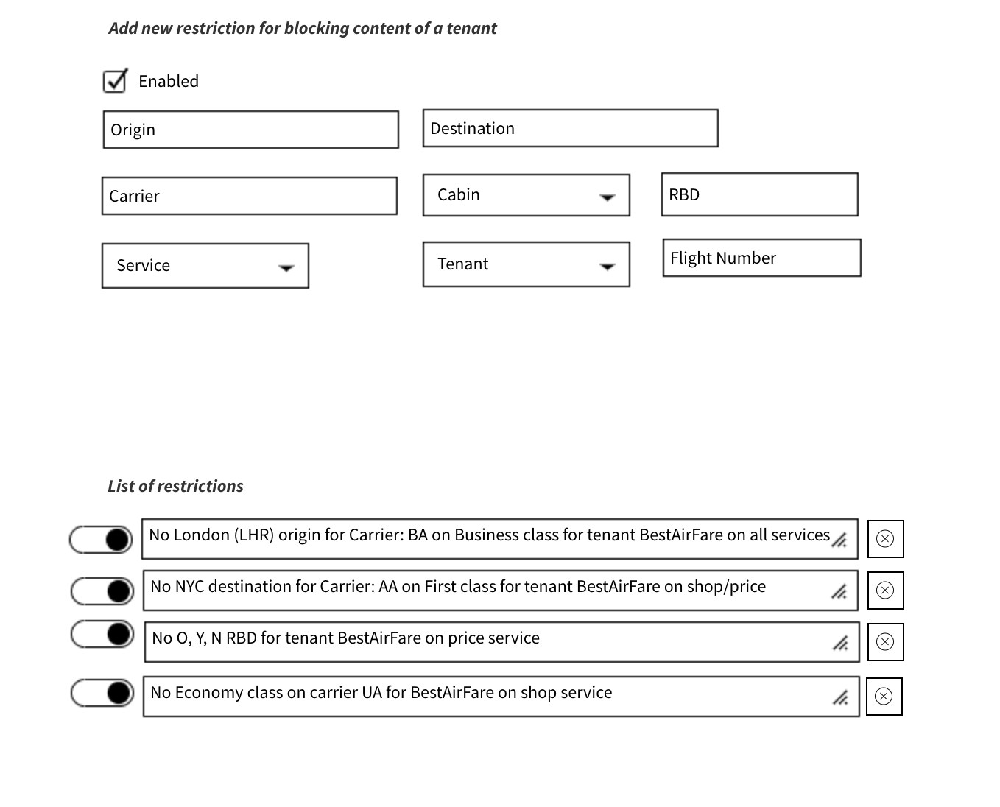 Add new restriction for blocking content of a tenant
Enabled
Origin
Destination
Carrier
Cabin
RBD
Service
Tenant
Flight Number
List of restrictions
No London (LHR) origin for Carrier: BA on Business class for tenant BestAirFare on all services
No NYC destination for Carrier: AA on First class for tenant BestAirFare on shop/price
No O, Y, N RBD for tenant BestAirFare on price service
No Economy class on carrier UA for BestAirFare on shop service